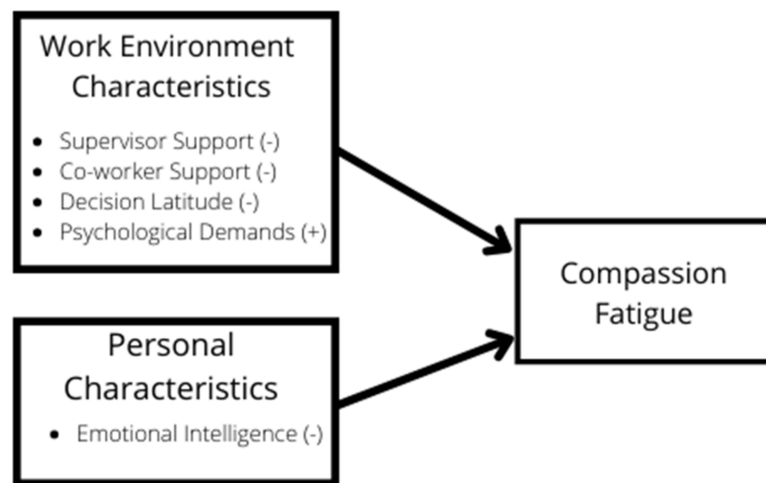 Work Environment
Characteristics
• Supervisor Support (-)
• Co-worker Support (-)
• Decision Latitude (-)
• Psychological Demands (+)
Compassion
Fatigue
Personal
Characteristics
• Emotional Intelligence (-)